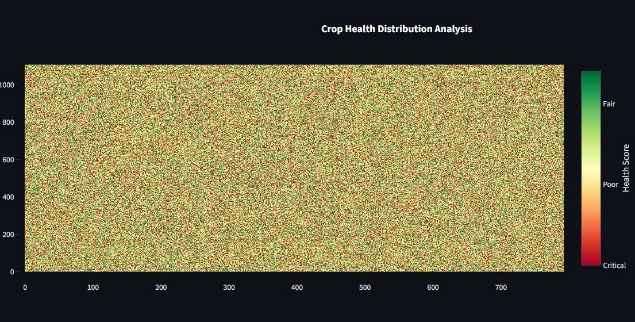 Crop Health Distribution Analysis
1000
800
600
400
200
0
0 100 200 300 400 500 600 700
Fair
Poor
Critical
Health Score